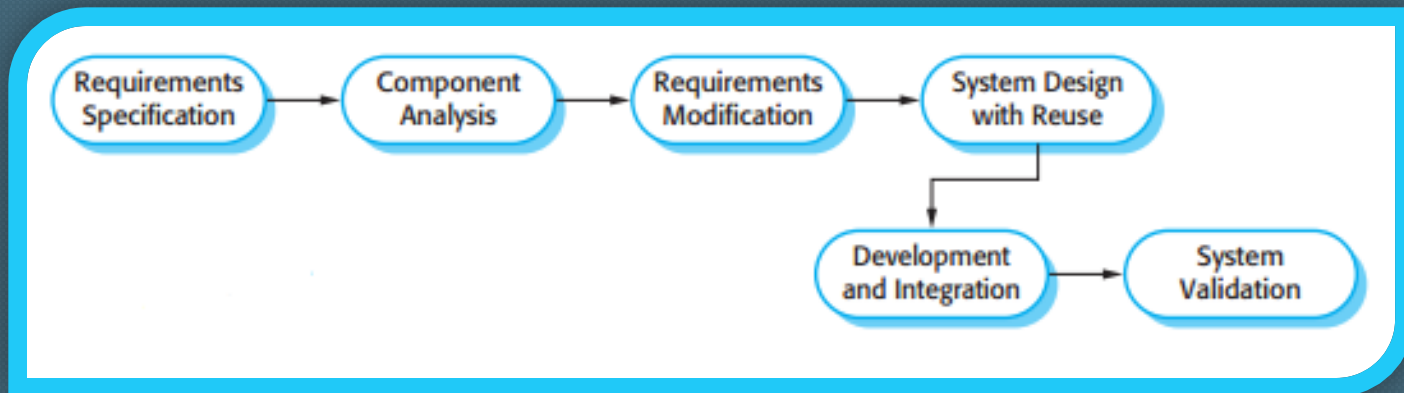 Requirements
Specification
Component
Analysis
Requirements
Modification
System Design
with Reuse
Development
and Integration
System
Validation